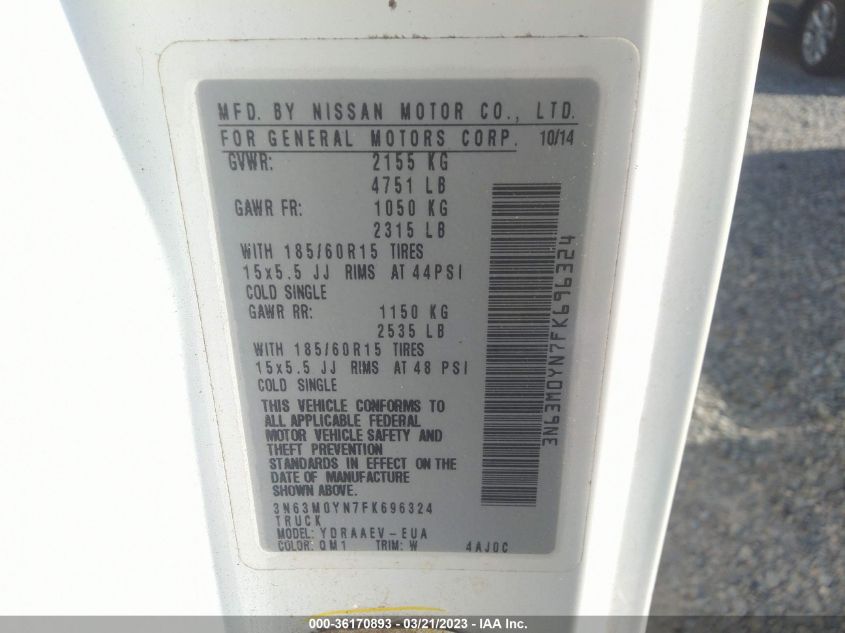 MFD. BY NISSAN MOTOR CO., LTD.
FOR GENERAL MOTORS CORP. 10/14
GVWR: 2155 KG
4751 LB
GAWR FR: 1050 KG
2315 LB
WITH 185/60R15 TIRES
15x5.5 JJ RIMS AT 44PSI
COLD SINGLE
GAWR RR: 1150 KG
2535 LB
WITH 185/60R15 TIRES
15x5.5 JJ RIMS AT 48 PSI
COLD SINGLE
THIS VEHICLE CONFORMS TO
ALL APPLICABLE FEDERAL
MOTOR VEHICLE SAFETY AND
THEFT PREVENTION
STANDARDS IN EFFECT ON THE
DATE OF MANUFACTURE
SHOWN ABOVE.
3N63M0YN7FK696324
TRUCK
MODEL: YDRAAEV-EUA
COLOR: QM1 TRIM: W 4AJ0C
3N63M0YN7FK696324
000-36170893 - 03/21/2023 - IAA Inc.